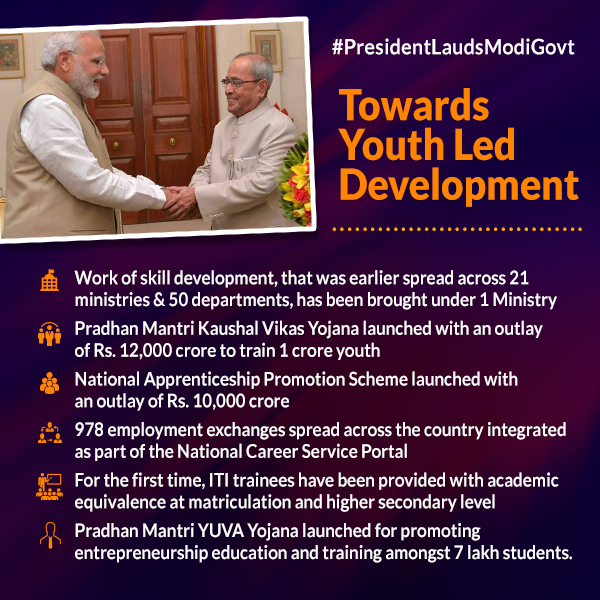 #PresidentLaudsModiGovt
Towards
Youth Led
Development
Work of skill development, that was earlier spread across 21
ministries & 50 departments, has been brought under 1 Ministry
Pradhan Mantri Kaushal Vikas Yojana launched with an outlay
of Rs. 12,000 crore to train 1 crore youth
National Apprenticeship Promotion Scheme launched with
an outlay of Rs. 10,000 crore
978 employment exchanges spread across the country integrated
as part of the National Career Service Portal
For the first time, ITI trainees have been provided with academic
equivalence at matriculation and higher secondary level
Pradhan Mantri YUVA Yojana launched for promoting
entrepreneurship education and training amongst 7 lakh students.